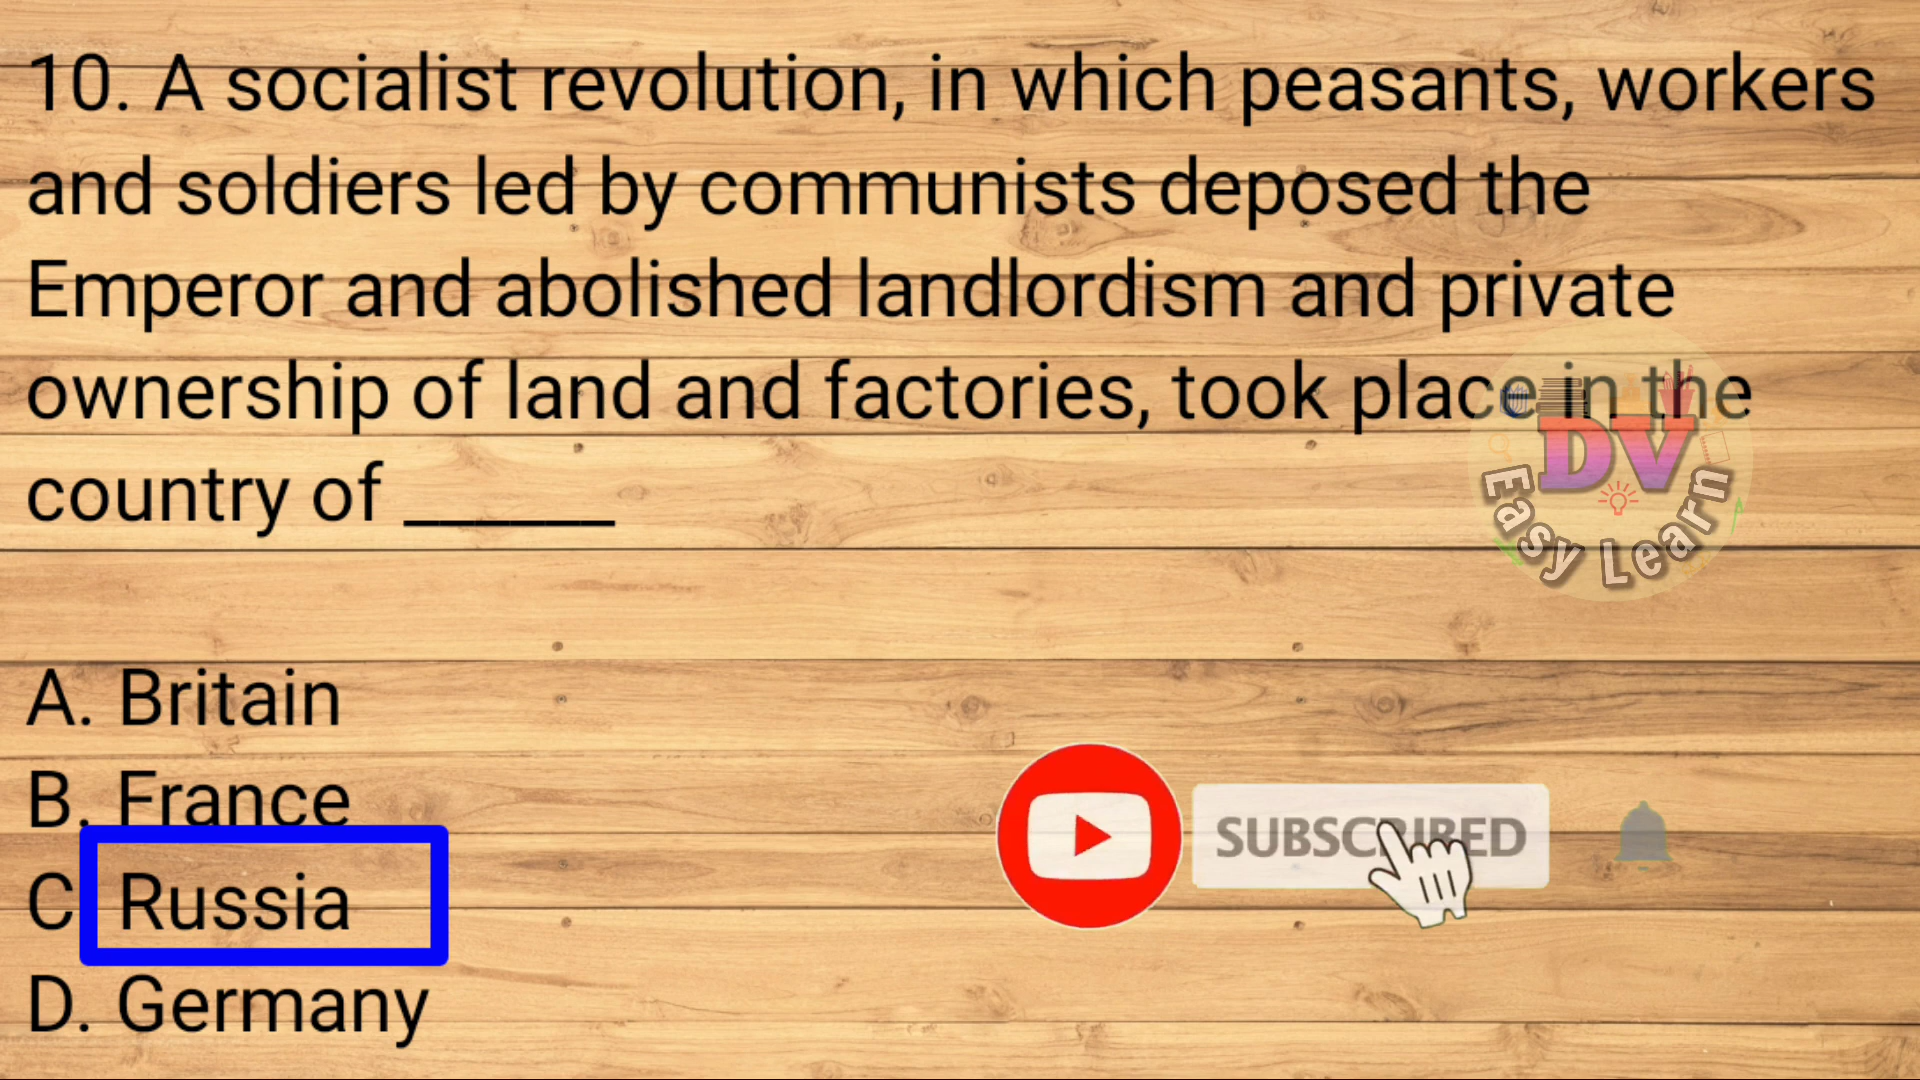 10. A socialist revolution, in which peasants, workers
and soldiers led by communists deposed the
Emperor and abolished landlordism and private
ownership of land and factories, took place in the
country of ______
DV
Easy Learn
A. Britain
B. France
SUBSCRIBED
C Russia
D. Germany